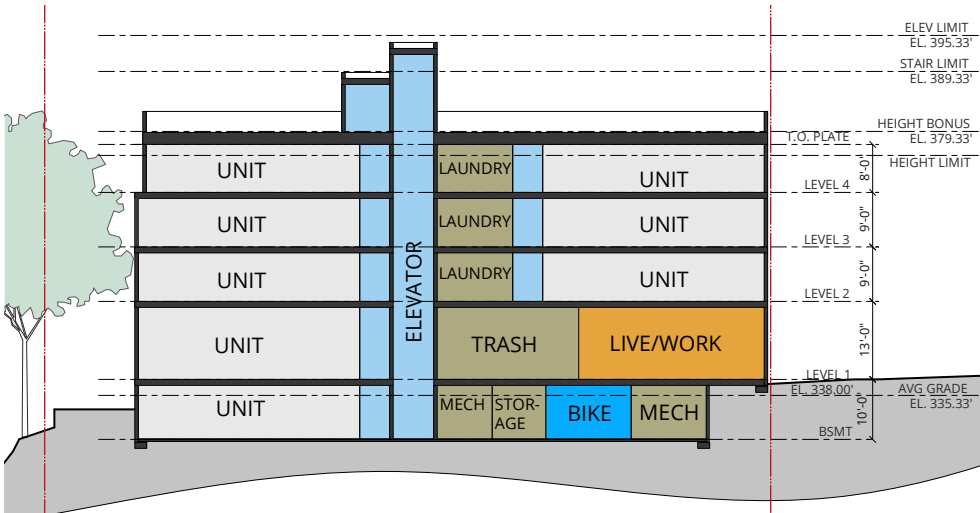 ELEV LIMIT
EL. 395.33'
STAIR LIMIT
EL. 389.33'
HEIGHT BONUS
EL. 379.33'
T.O. PLATE
HEIGHT LIMIT
UNIT
LAUNDRY
UNIT
8'-0"
LEVEL 4
UNIT
LAUNDRY
UNIT
9'-0"
LEVEL 3
UNIT
ELEVATOR
LAUNDRY
UNIT
9'-0"
LEVEL 2
UNIT
TRASH
LIVE/WORK
13'-0"
LEVEL 1
EL. 338.00'
AVG GRADE
EL. 335.33'
UNIT
MECH
STOR-
AGE
BIKE
MECH
10'-0"
BSMT